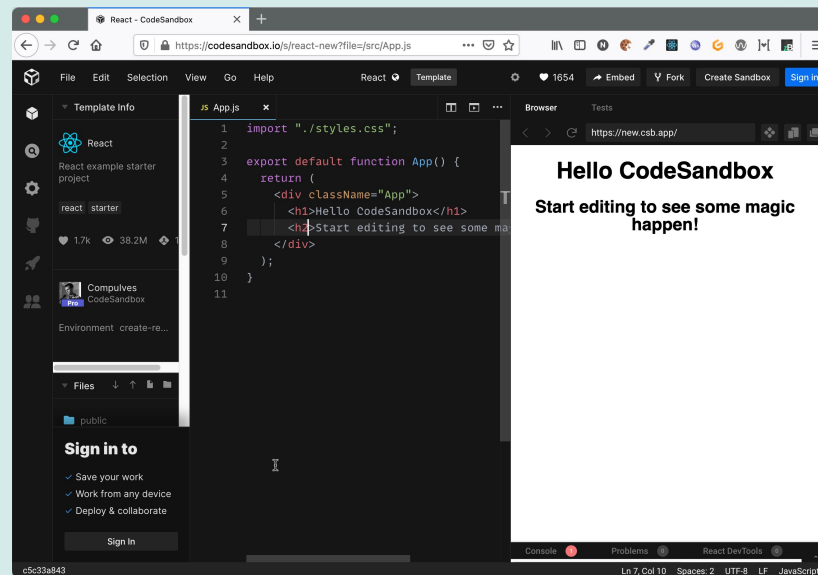 React - CodeSandbox
https://codesandbox.io/s/react-new?file=/src/App.js
File Edit Selection View Go Help
React
Template
1654
Embed
Fork
Create Sandbox
Sign in
Template Info
React
React example starter
project
react starter
1.7k 38.2M 1
Compulves
Pro
CodeSandbox
Environment create-re...
Files
public
Sign in to
Save your work
Work from any device
Deploy & collaborate
Sign In
JS App.js
1 import "./styles.css";
2
3 export default function App() {
4 return (
5 <div className="App">
6 <h1>Hello CodeSandbox</h1>
7 <h2>Start editing to see some ma
8 </div>
9 );
10 }
11
Browser Tests
https://new.csb.app/
Hello CodeSandbox
Start editing to see some magic
happen!
Console 1 Problems 0 React DevTools 0
c5c33a843
Ln 7, Col 10 Spaces: 2 UTF-8 LF JavaScript